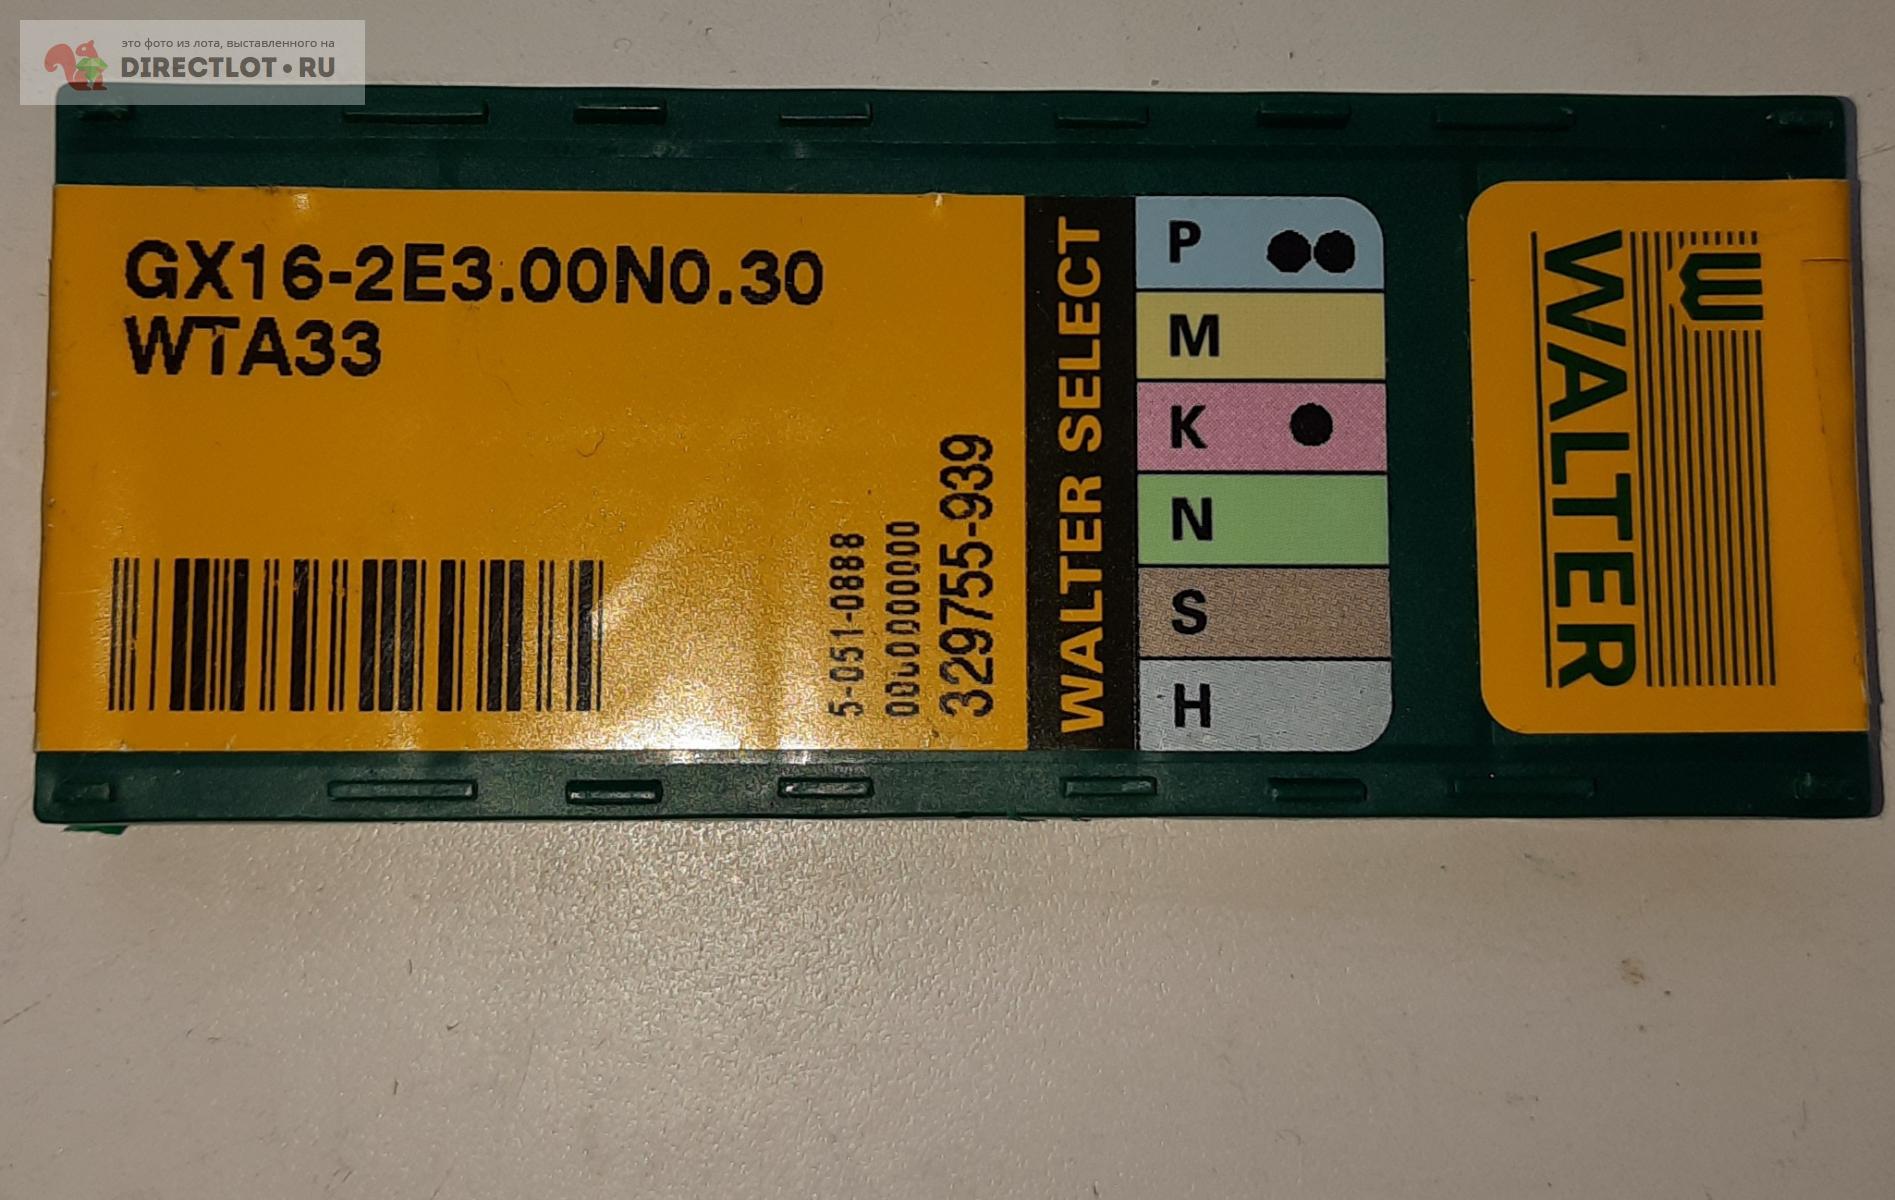 это фото из лота, выставленного на
DIRECTLOT•RU
GX16-2E3.00N0.30
WTA33
5-051-0888
0000000000
329755-939
WALTER SELECT
P ●●
M
K ●
N
S
H
W
WALTER